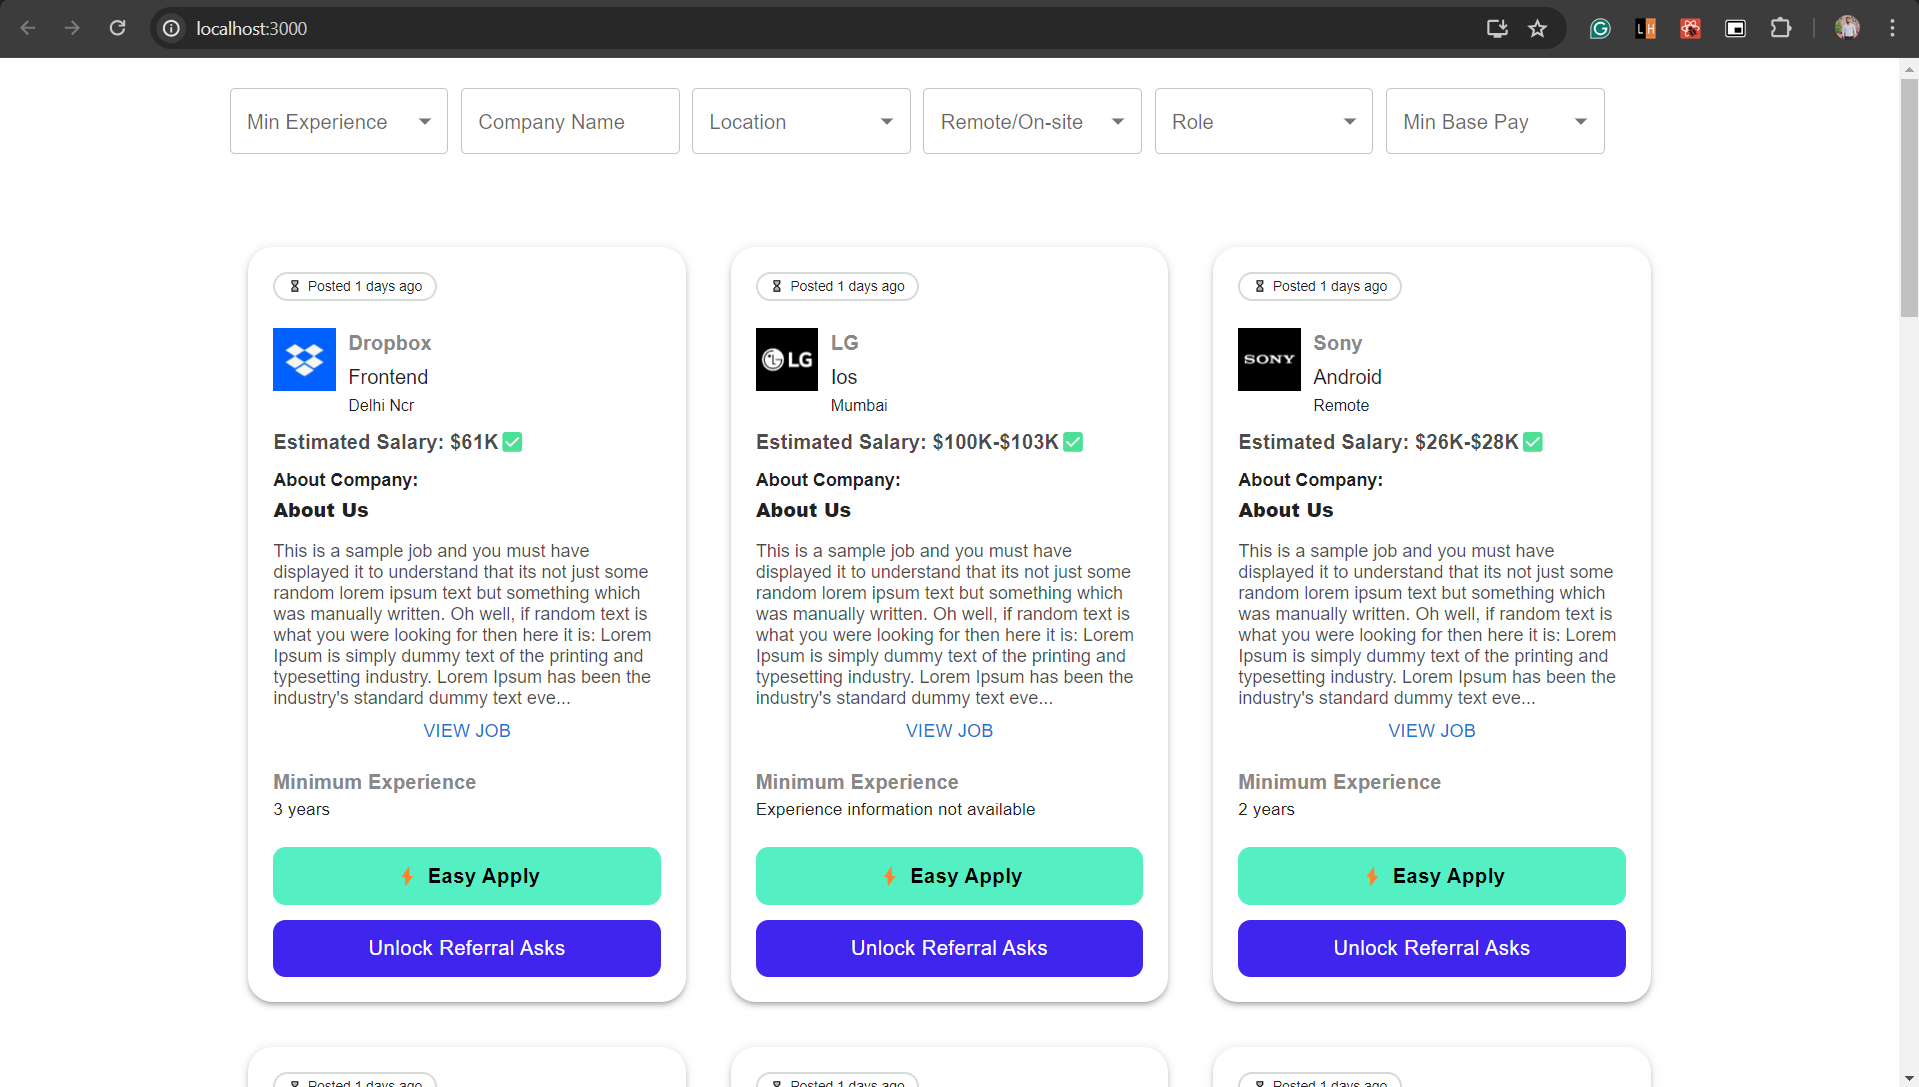 localhost:3000
Min Experience
Company Name
Location
Remote/On-site
Role
Min Base Pay
Posted 1 days ago
Dropbox
Frontend
Delhi Ncr
Estimated Salary: $61K✅
About Company:
About Us
This is a sample job and you must have
displayed it to understand that its not just some
random lorem ipsum text but something which
was manually written. Oh well, if random text is
what you were looking for then here it is: Lorem
Ipsum is simply dummy text of the printing and
typesetting industry. Lorem Ipsum has been the
industry's standard dummy text eve...
VIEW JOB
Minimum Experience
3 years
Easy Apply
Unlock Referral Asks
Posted 1 days ago
LG
LG
Ios
Mumbai
Estimated Salary: $100K-$103K✅
About Company:
About Us
This is a sample job and you must have
displayed it to understand that its not just some
random lorem ipsum text but something which
was manually written. Oh well, if random text is
what you were looking for then here it is: Lorem
Ipsum is simply dummy text of the printing and
typesetting industry. Lorem Ipsum has been the
industry's standard dummy text eve...
VIEW JOB
Minimum Experience
Experience information not available
Easy Apply
Unlock Referral Asks
Posted 1 days ago
SONY
Sony
Android
Remote
Estimated Salary: $26K-$28K✅
About Company:
About Us
This is a sample job and you must have
displayed it to understand that its not just some
random lorem ipsum text but something which
was manually written. Oh well, if random text is
what you were looking for then here it is: Lorem
Ipsum is simply dummy text of the printing and
typesetting industry. Lorem Ipsum has been the
industry's standard dummy text eve...
VIEW JOB
Minimum Experience
2 years
Easy Apply
Unlock Referral Asks
Posted 1 days ago
Posted 1 days ago
Posted 1 days ago